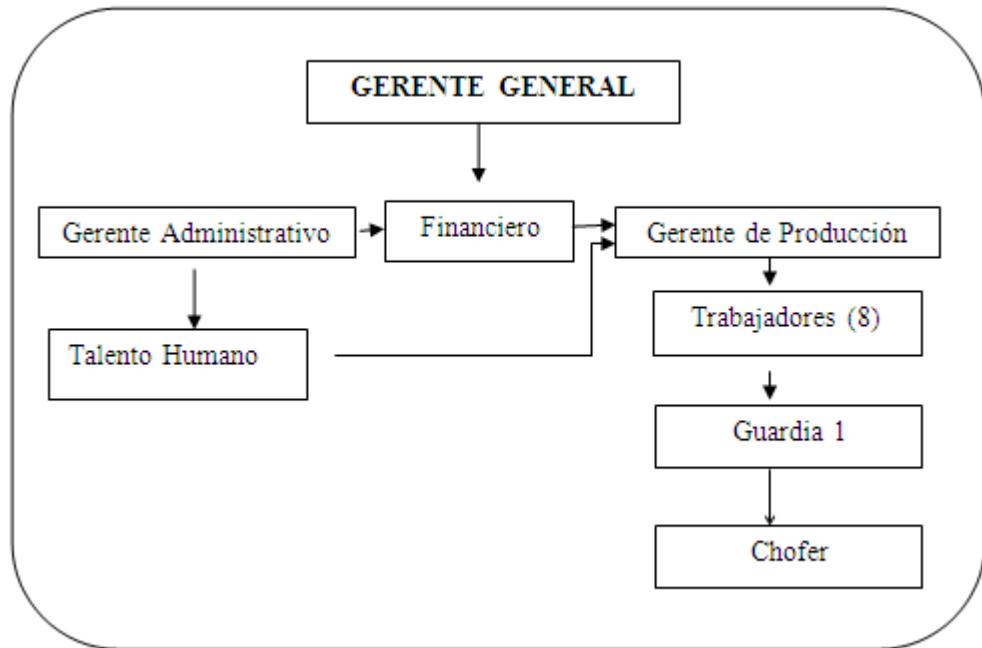 GERENTE GENERAL
Gerente Administrativo
Financiero
Gerente de Producción
Talento Humano
Trabajadores (8)
Guardia 1
Chofer